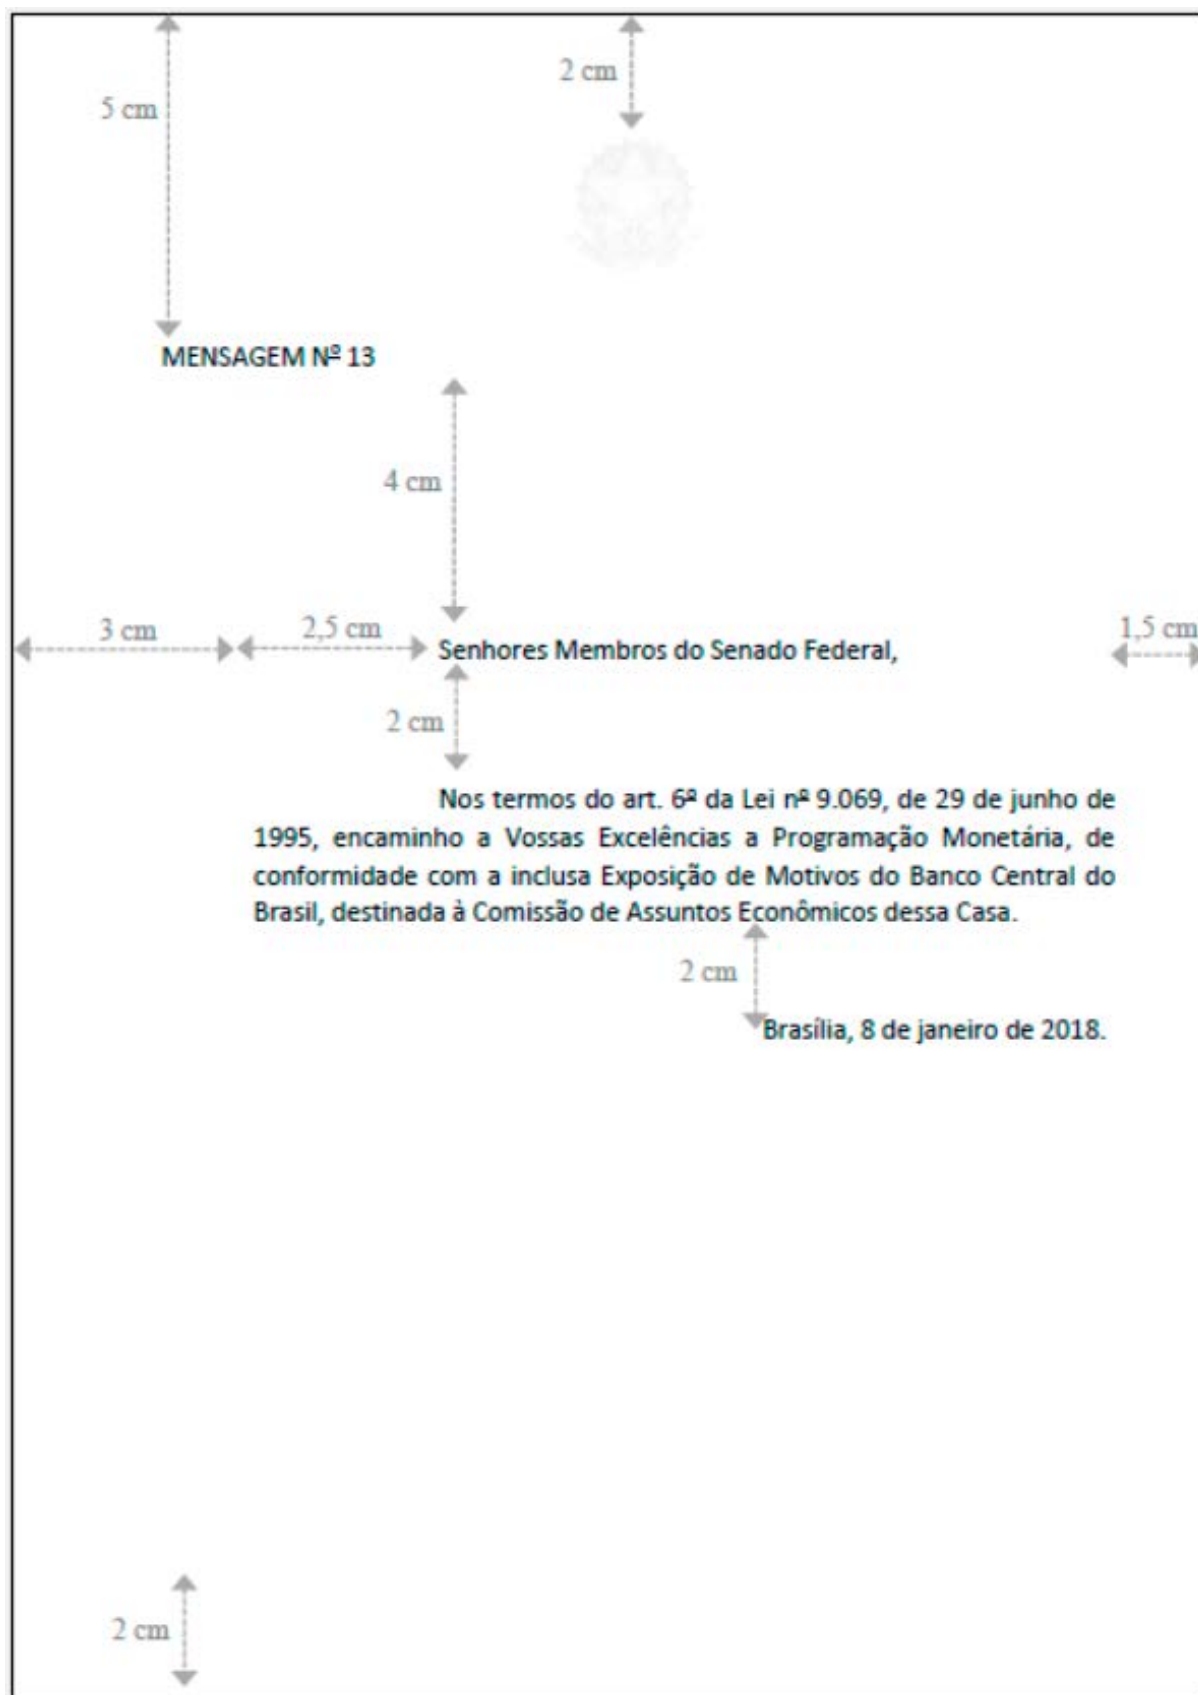 2 cm
5 cm
MENSAGEM Nº 13
4 cm
3 cm
2,5 cm
Senhores Membros do Senado Federal,
1,5 cm
2 cm
Nos termos do art. 6º da Lei nº 9.069, de 29 de junho de
1995, encaminho a Vossas Excelências a Programação Monetária, de
conformidade com a inclusa Exposição de Motivos do Banco Central do
Brasil, destinada à Comissão de Assuntos Econômicos dessa Casa.
2 cm
Brasília, 8 de janeiro de 2018.
2 cm